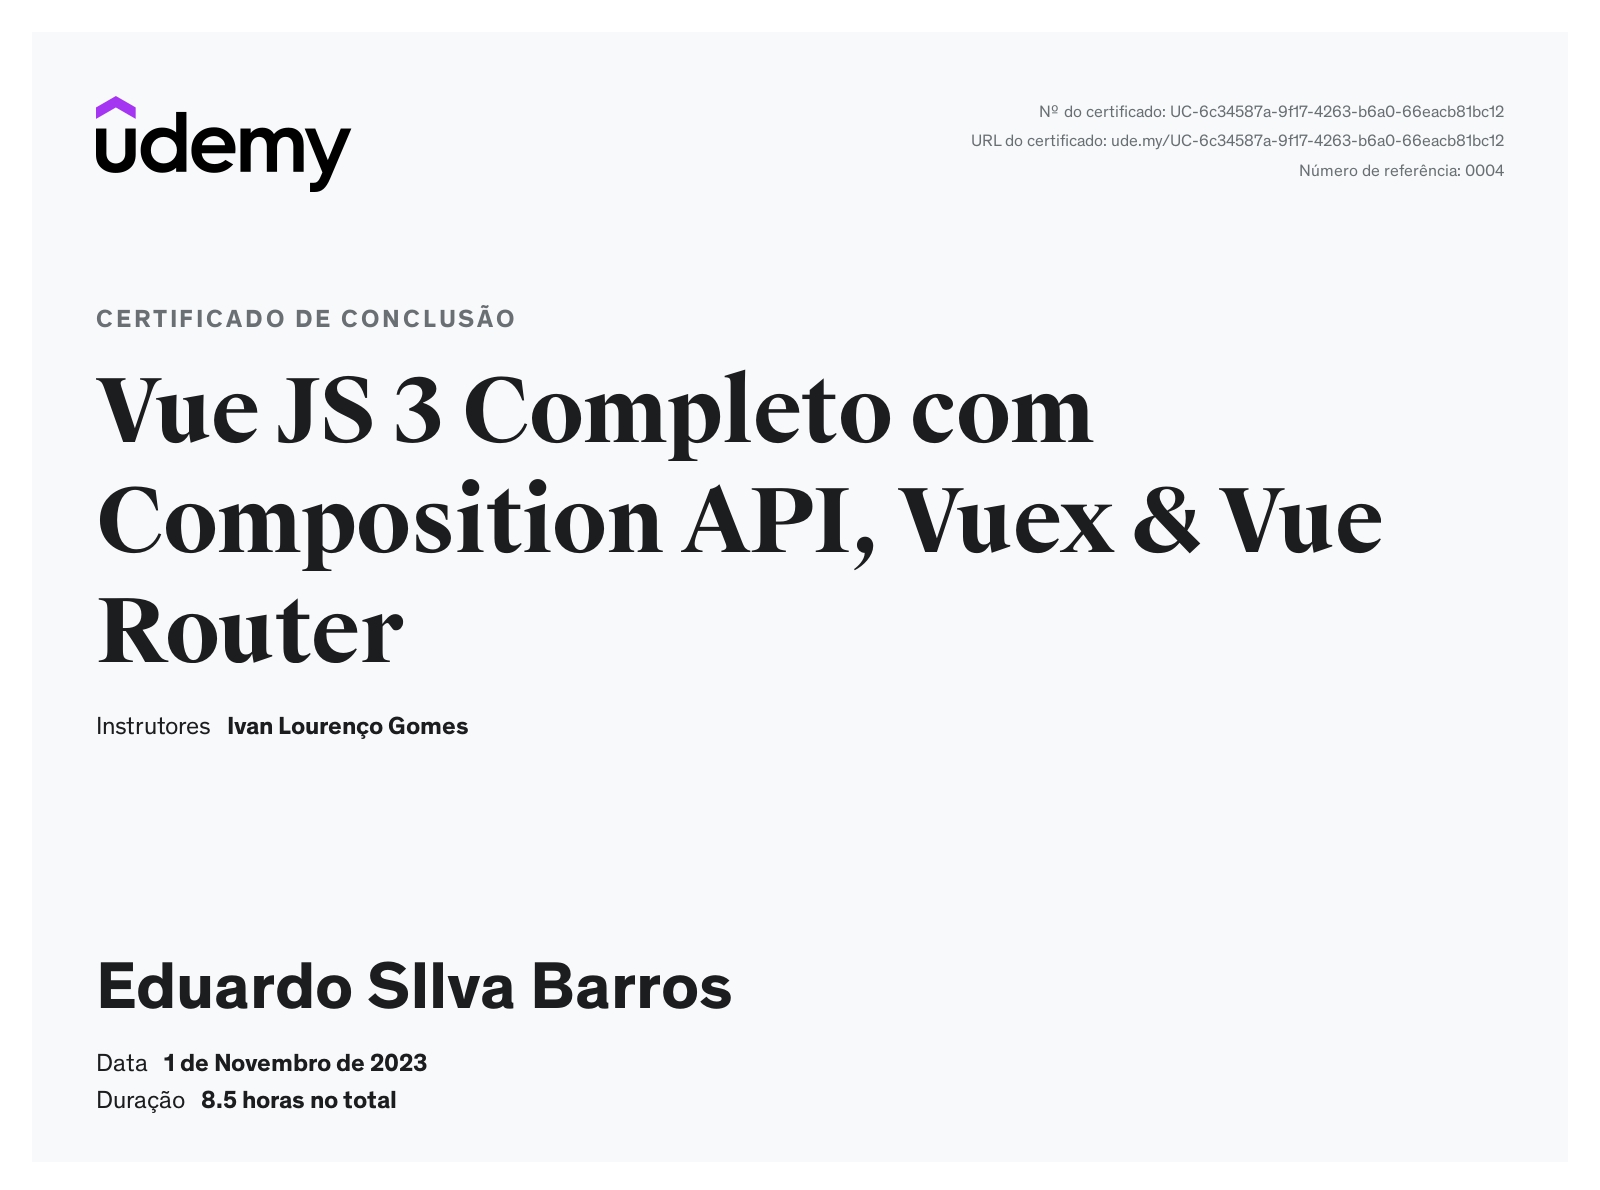 udemy
Nº do certificado: UC-6c34587a-9f17-4263-b6a0-66eacb81bc12
URL do certificado: ude.my/UC-6c34587a-9f17-4263-b6a0-66eacb81bc12
Número de referência: 0004
CERTIFICADO DE CONCLUSÃO
Vue JS 3 Completo com
Composition API, Vuex & Vue
Router
Instrutores Ivan Lourenço Gomes
Eduardo SIlva Barros
Data 1 de Novembro de 2023
Duração 8.5 horas no total